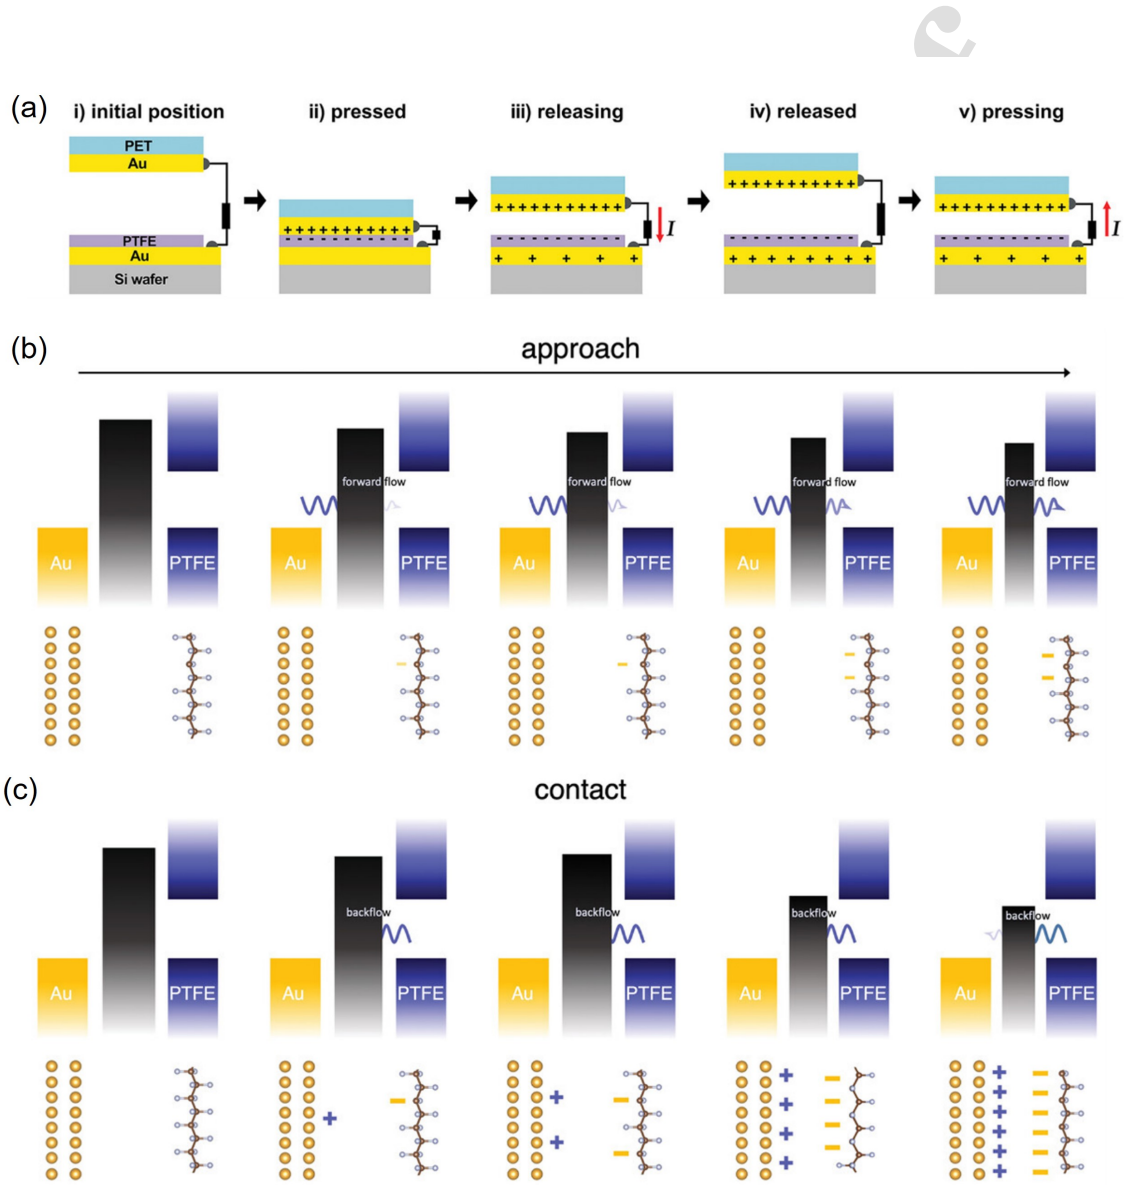 (a)
i) initial position ii) pressed iii) releasing iv) released v) pressing
PET
Au
PTFE
Au
Si wafer
+ + + + + + + + + +
- - - - - - - - - -
+ + + + + + + + + +
- - - - - - - - - -
+ + + + +
I
+ + + + + + + + + +
- - - - - - - - - -
+ + + + + + + +
+ + + + + + + + + +
- - - - - - - - - -
+ + + + +
I
(b)
approach
forward flow forward flow forward flow forward flow
Au PTFE Au PTFE Au PTFE Au PTFE Au PTFE
(c)
contact
backflow backflow backflow backflow
Au PTFE Au PTFE Au PTFE Au PTFE Au PTFE